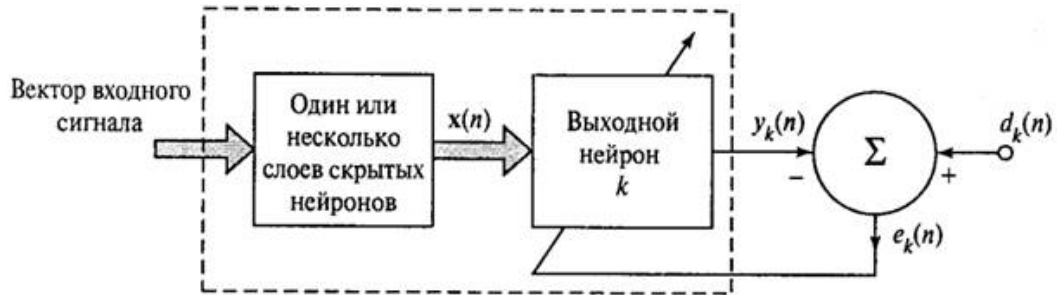 Вектор входного
сигнала
Один или
несколько
слоев скрытых
нейронов
x(n)
Выходной
нейрон
k
y_k(n)
−
Σ
+
d_k(n)
e_k(n)